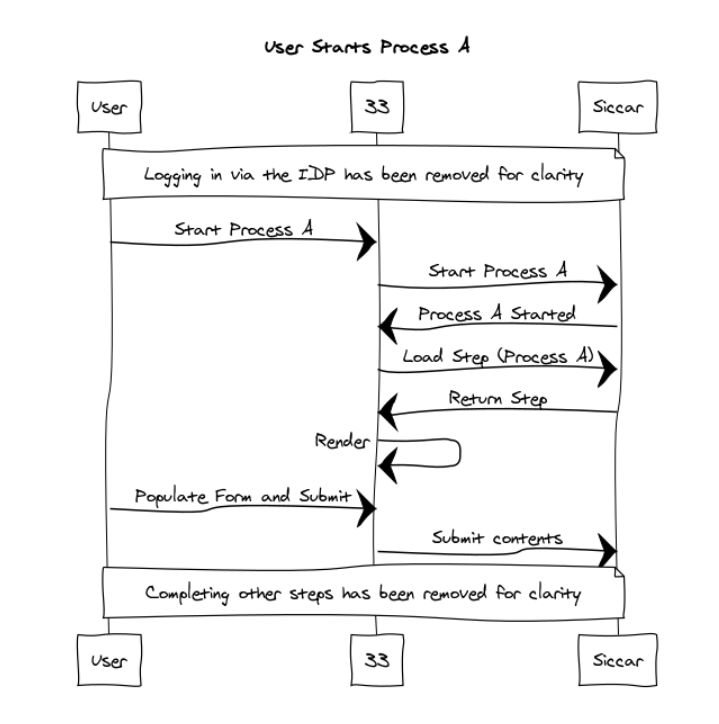 User Starts Process A
User
33
Siccar
Logging in via the IDP has been removed for clarity
Start Process A
Start Process A
Process A Started
Load Step (Process A)
Return Step
Render
Populate Form and Submit
Submit contents
Completing other steps has been removed for clarity
User
33
Siccar